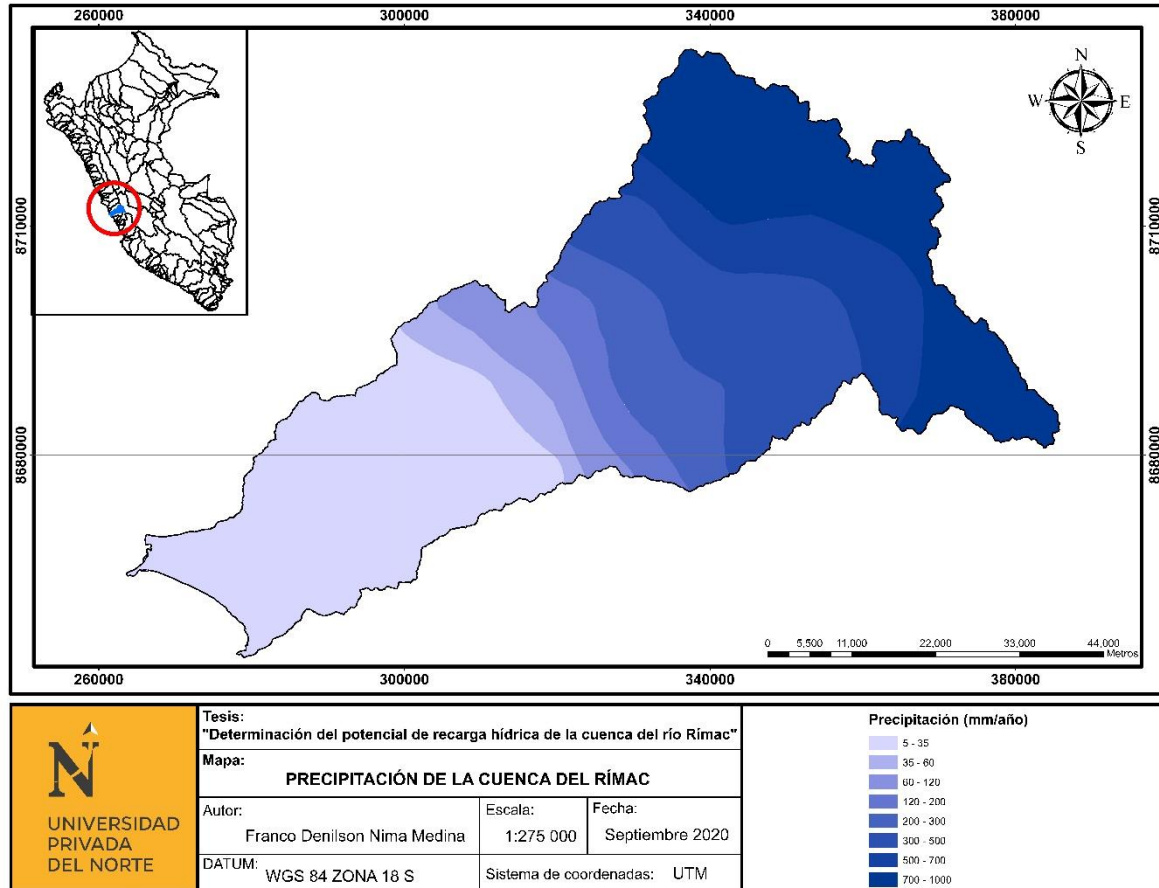 260000 300000 340000 380000
N
W E
S
8710000 8710000
8680000 8680000
0 5,500 11,000 22,000 33,000 44,000
Metros
260000 300000 340000 380000
N
UNIVERSIDAD
PRIVADA
DEL NORTE
Tesis:
"Determinación del potencial de recarga hídrica de la cuenca del río Rímac"
Mapa:
PRECIPITACIÓN DE LA CUENCA DEL RÍMAC
Autor:
Franco Denilson Nima Medina
Escala:
1:275 000
Fecha:
Septiembre 2020
DATUM:
WGS 84 ZONA 18 S
Sistema de coordenadas: UTM
Precipitación (mm/año)
5 - 35
35 - 60
60 - 120
120 - 200
200 - 300
300 - 500
500 - 700
700 - 1000